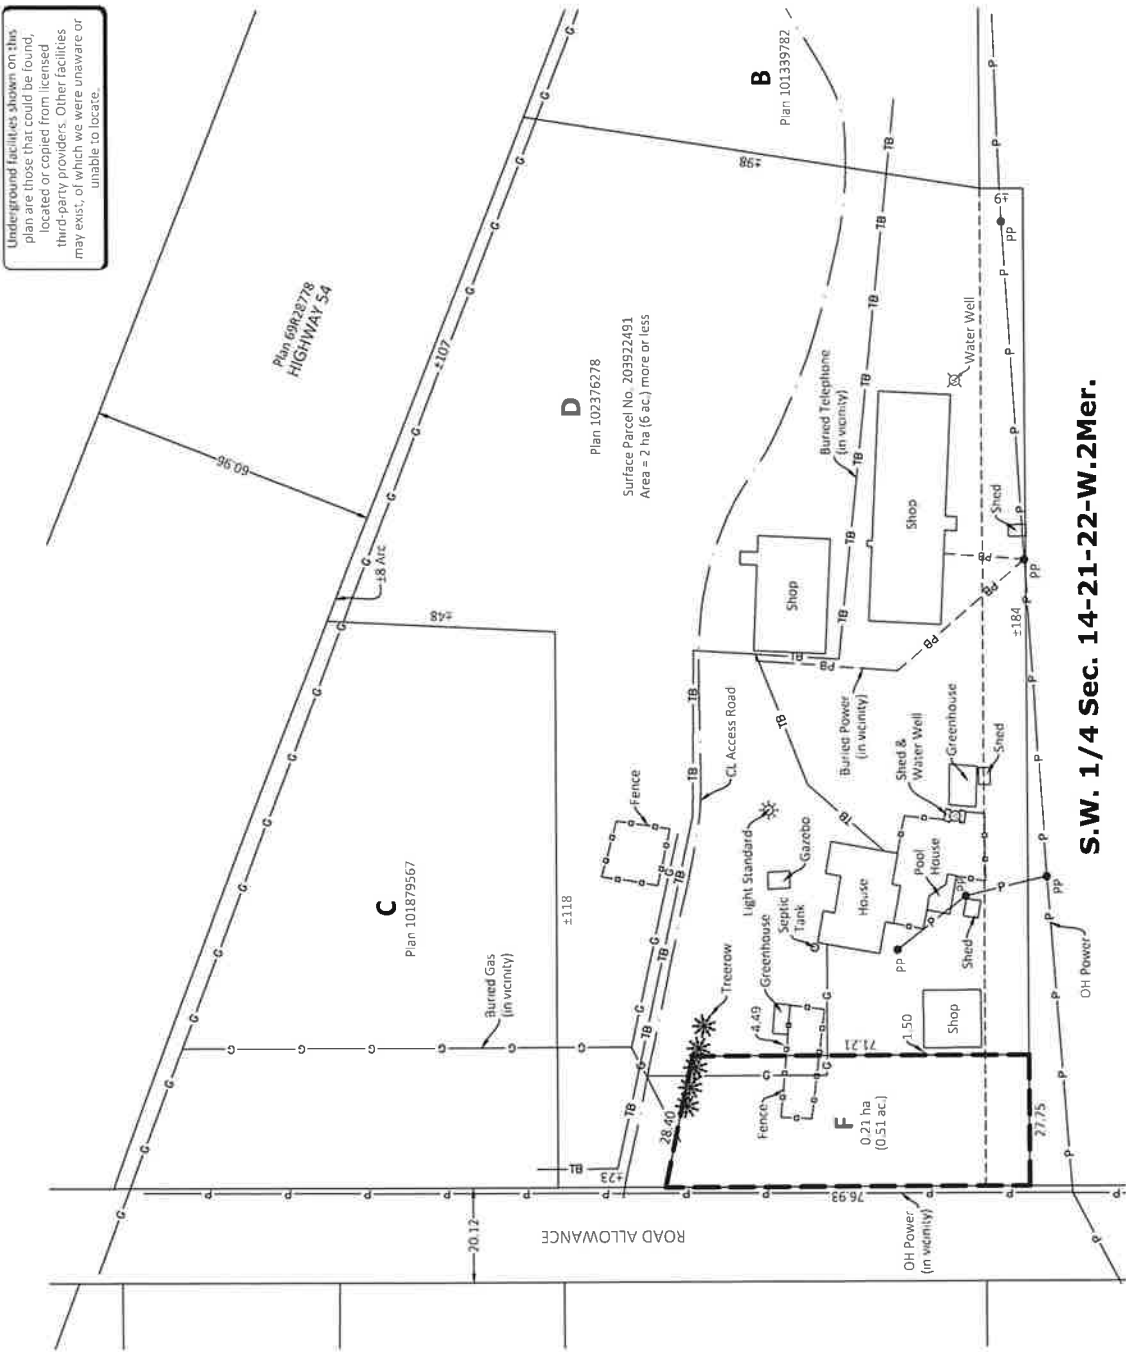 Underground facilities shown on this
plan are those that could be found,
located or copied from licensed
third-party providers. Other facilities
may exist, of which we were unaware or
unable to locate.
Plan 69R28778
HIGHWAY 54
60.96
±107
±8 Arc
±48
B
Plan 101339782
±98
±9
D
Plan 102376278
Surface Parcel No. 203922491
Area = 2 ha (6 ac.) more or less
C
Plan 101879567
±118
Buried Gas
(in vicinity)
Fence
CL Access Road
Buried Telephone
(in vicinity)
Shop
Shop
Water Well
Shed
PP
PP
±184
Buried Power
(in vicinity)
Shed &
Water Well
Greenhouse
Shed
Light Standard
Gazebo
Septic
Tank
House
Pool
House
PP
PP
Shed
PP
OH Power
Treerow
Greenhouse
4.49
Shop
1.50
71.21
Fence
F
0.21 ha
(0.51 ac.)
28.40
27.75
76.93
±23
20.12
ROAD ALLOWANCE
OH Power
(in vicinity)
G
TB
PB
P
S.W. 1/4 Sec. 14-21-22-W.2Mer.